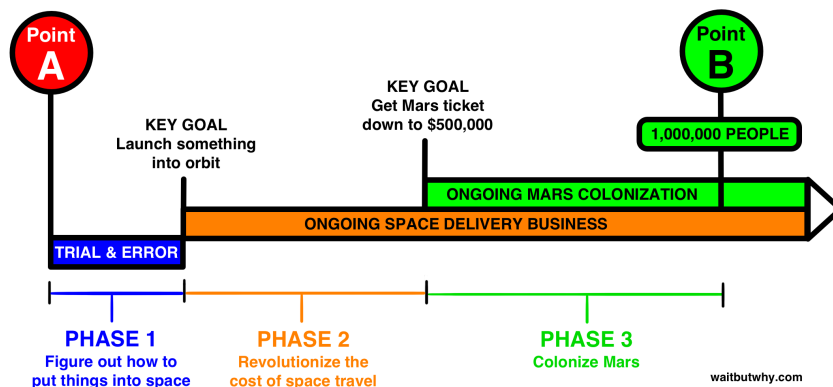 Point
A
Point
B
KEY GOAL
Launch something
into orbit
KEY GOAL
Get Mars ticket
down to $500,000
1,000,000 PEOPLE
ONGOING MARS COLONIZATION
ONGOING SPACE DELIVERY BUSINESS
TRIAL & ERROR
PHASE 1
Figure out how to
put things into space
PHASE 2
Revolutionize the
cost of space travel
PHASE 3
Colonize Mars
waitbutwhy.com